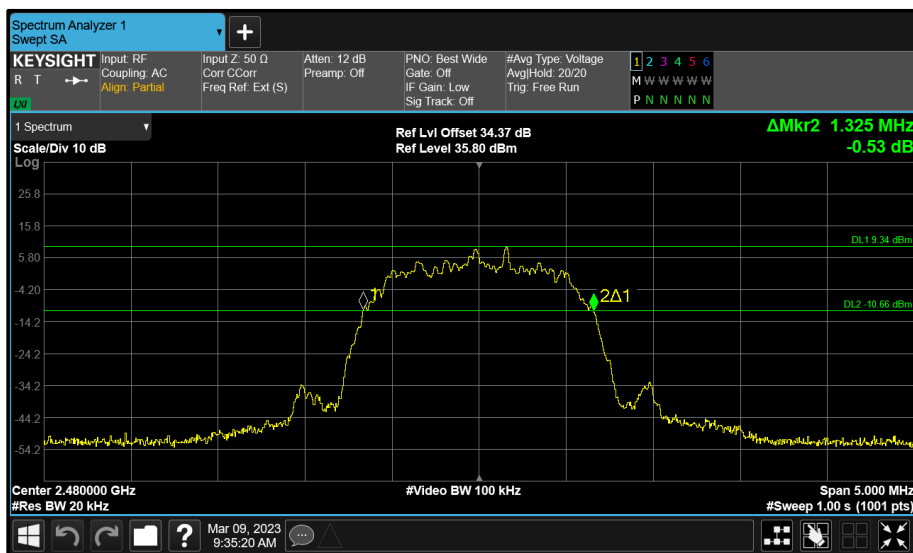 Spectrum Analyzer 1
Swept SA
KEYSIGHT
R T
LXI
Input: RF
Coupling: AC
Align: Partial
Input Z: 50 Ω
Corr CCorr
Freq Ref: Ext (S)
Atten: 12 dB
Preamp: Off
PNO: Best Wide
Gate: Off
IF Gain: Low
Sig Track: Off
#Avg Type: Voltage
Avg|Hold: 20/20
Trig: Free Run
1 2 3 4 5 6
M W W W W W
P N N N N N
1 Spectrum
Scale/Div 10 dB
Log
Ref Lvl Offset 34.37 dB
Ref Level 35.80 dBm
ΔMkr2 1.325 MHz
-0.53 dB
25.8
15.8
DL1 9.34 dBm
5.80
-4.20
1
2Δ1
DL2 -10.66 dBm
-14.2
-24.2
-34.2
-44.2
-54.2
Center 2.480000 GHz
#Res BW 20 kHz
#Video BW 100 kHz
Span 5.000 MHz
#Sweep 1.00 s (1001 pts)
?
Mar 09, 2023
9:35:20 AM